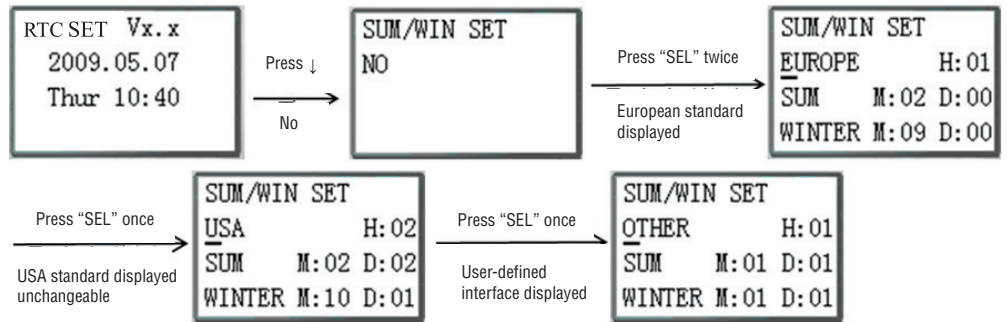 RTC SET Vx.x
2009.05.07
Thur 10:40
Press ↓
No
SUM/WIN SET
NO
Press “SEL” twice
European standard
displayed
SUM/WIN SET
EUROPE H:01
SUM M:02 D:00
WINTER M:09 D:00
Press “SEL” once
USA standard displayed
unchangeable
SUM/WIN SET
USA H:02
SUM M:02 D:02
WINTER M:10 D:01
Press “SEL” once
User-defined
interface displayed
SUM/WIN SET
OTHER H:01
SUM M:01 D:01
WINTER M:01 D:01